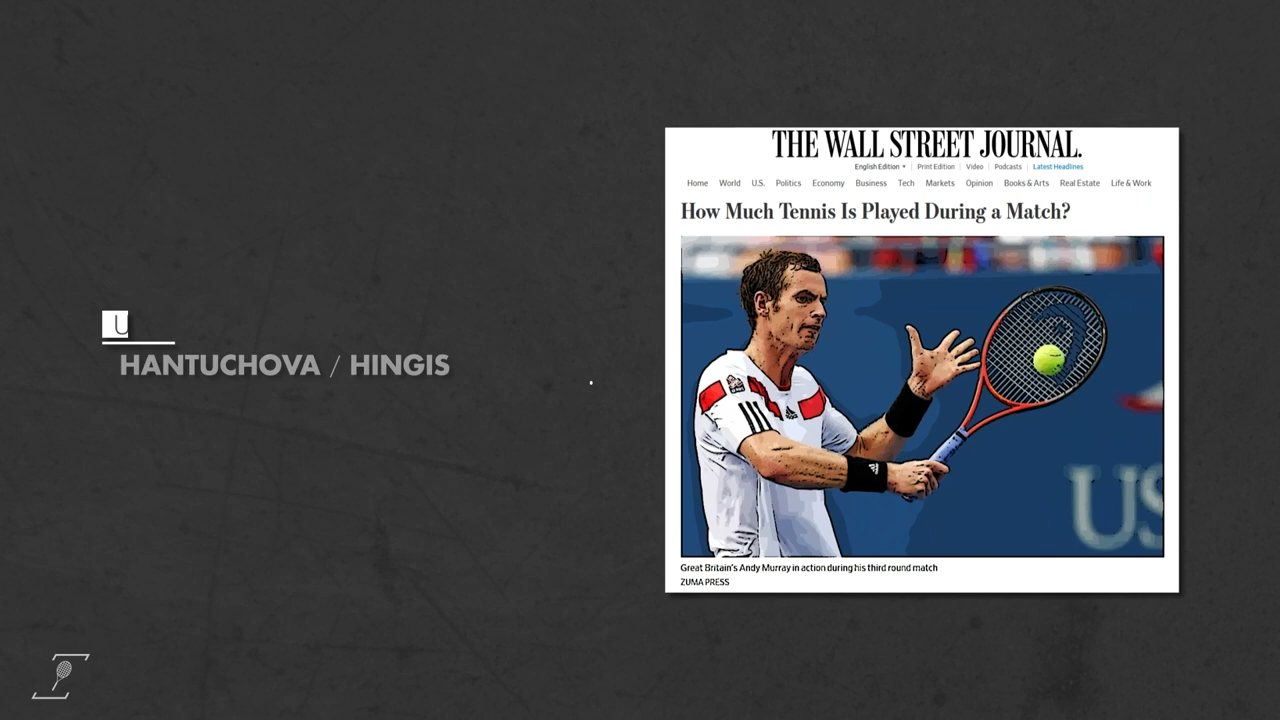 U
HANTUCHOVA / HINGIS
THE WALL STREET JOURNAL.
English Edition | Print Edition | Video | Podcasts | Latest Headlines
Home World U.S. Politics Economy Business Tech Markets Opinion Books & Arts Real Estate Life & Work
How Much Tennis Is Played During a Match?
US
Great Britain's Andy Murray in action during his third round match
ZUMA PRESS